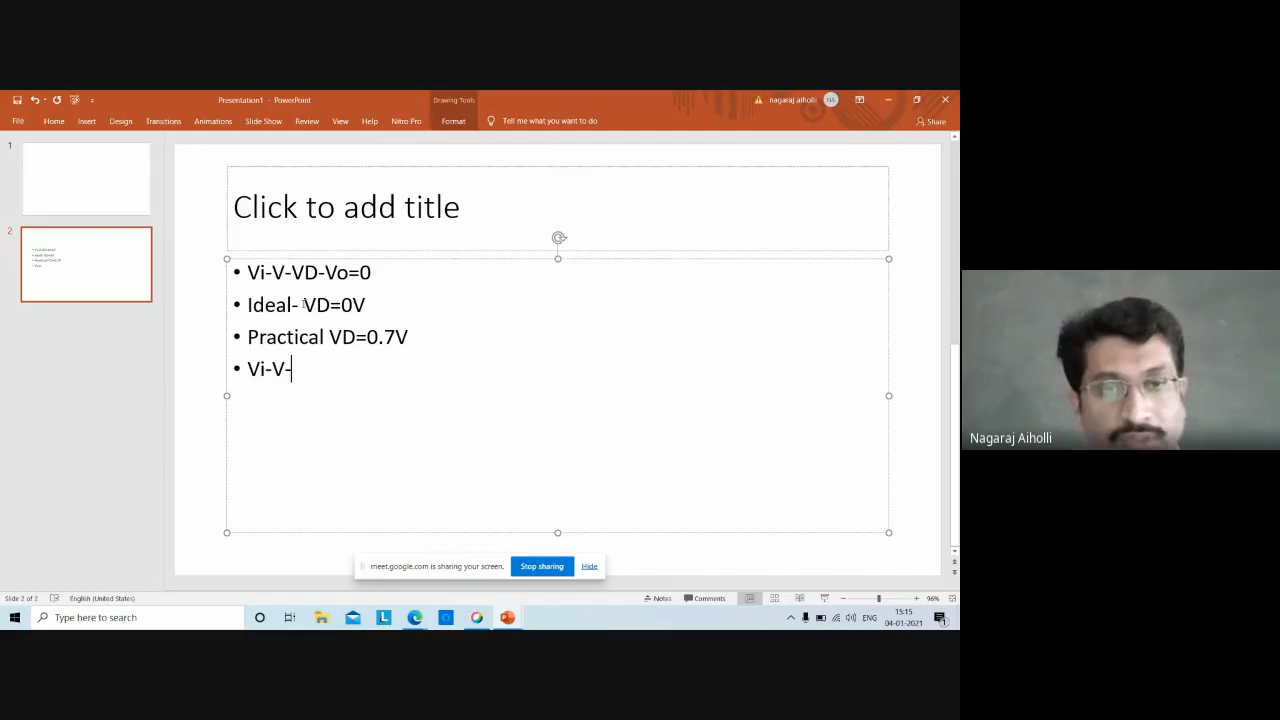 Presentation1 - PowerPoint
Drawing Tools
nagaraj aiholli
NA
File Home Insert Design Transitions Animations Slide Show Review View Help Nitro Pro Format Tell me what you want to do Share
1
2
Click to add title
• Vi-V-VD-Vo=0
• Ideal- VD=0V
• Practical VD=0.7V
• Vi-V-
Nagaraj Aiholli
meet.google.com is sharing your screen. Stop sharing Hide
Slide 2 of 2 English (United States) Notes Comments 96%
Type here to search
ENG
15:15
04-01-2021